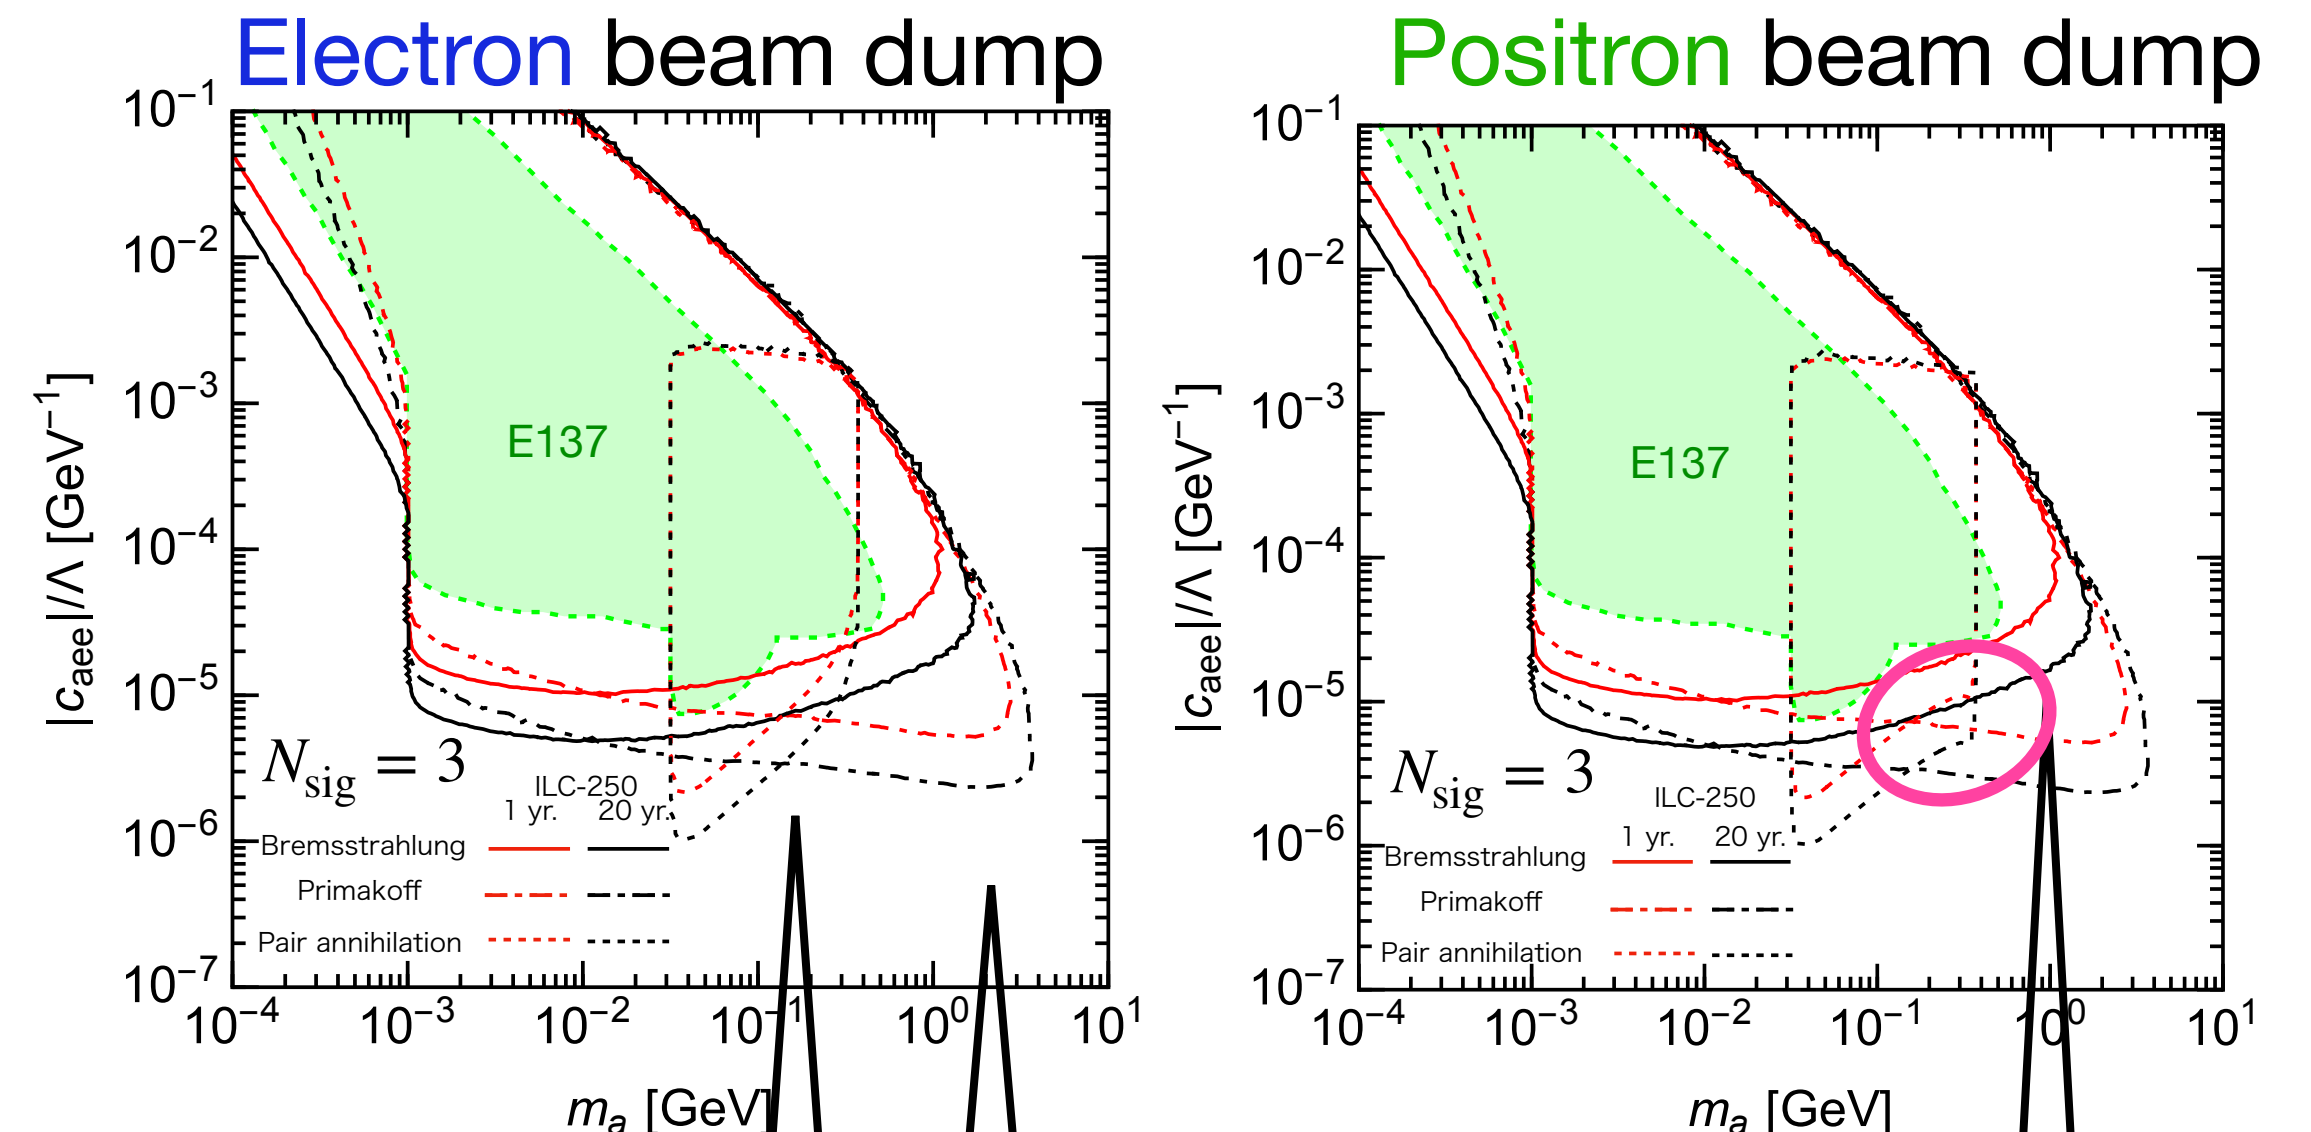 Electron beam dump
10⁻¹
10⁻²
10⁻³
10⁻⁴
10⁻⁵
10⁻⁶
10⁻⁷
|c_aee|/Λ [GeV⁻¹]
E137
N_sig = 3
ILC-250
1 yr. 20 yr.
Bremsstrahlung
Primakoff
Pair annihilation
10⁻⁴ 10⁻³ 10⁻² 10⁻¹ 10⁰ 10¹
m_a [GeV]
Positron beam dump
10⁻¹
10⁻²
10⁻³
10⁻⁴
10⁻⁵
10⁻⁶
10⁻⁷
|c_aee|/Λ [GeV⁻¹]
E137
N_sig = 3
ILC-250
1 yr. 20 yr.
Bremsstrahlung
Primakoff
Pair annihilation
10⁻⁴ 10⁻³ 10⁻² 10⁻¹ 10⁰ 10¹
m_a [GeV]